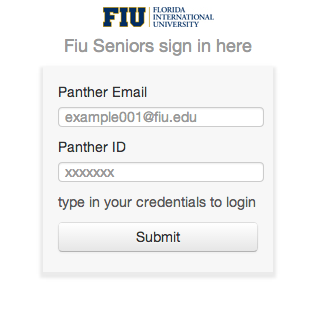 FIU FLORIDA
INTERNATIONAL
UNIVERSITY
Fiu Seniors sign in here
Panther Email
example001@fiu.edu
Panther ID
xxxxxxx
type in your credentials to login
Submit